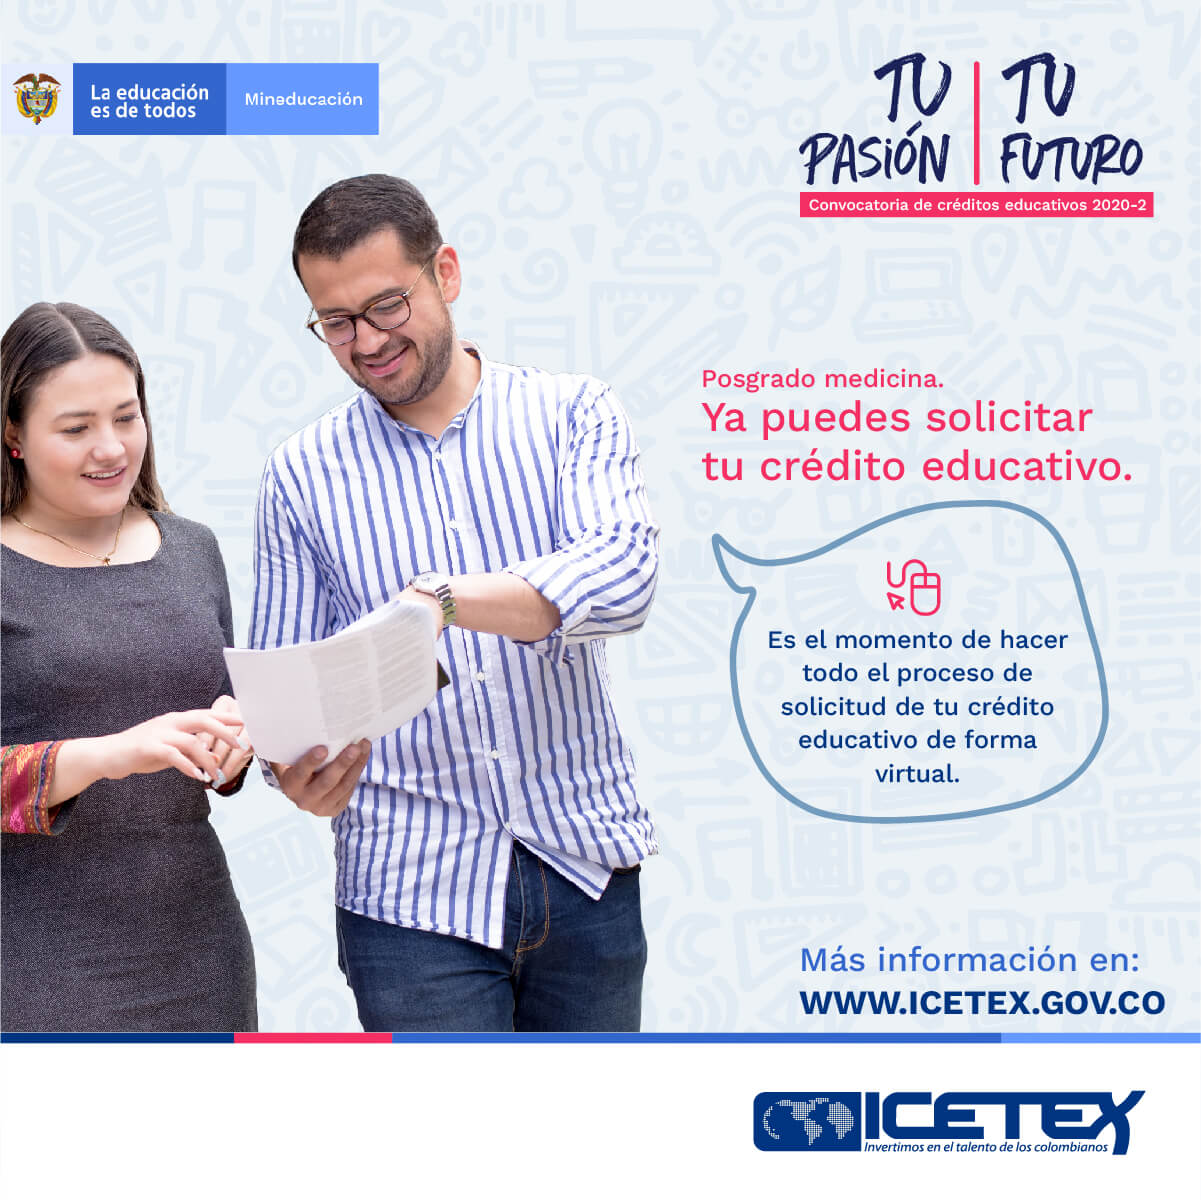 La educación
es de todos
Mineducación
TU
PASIÓN
TU
FUTURO
Convocatoria de créditos educativos 2020-2
Posgrado medicina.
Ya puedes solicitar
tu crédito educativo.
Es el momento de hacer
todo el proceso de
solicitud de tu crédito
educativo de forma
virtual.
Más información en:
WWW.ICETEX.GOV.CO
ICETEX
Invertimos en el talento de los colombianos